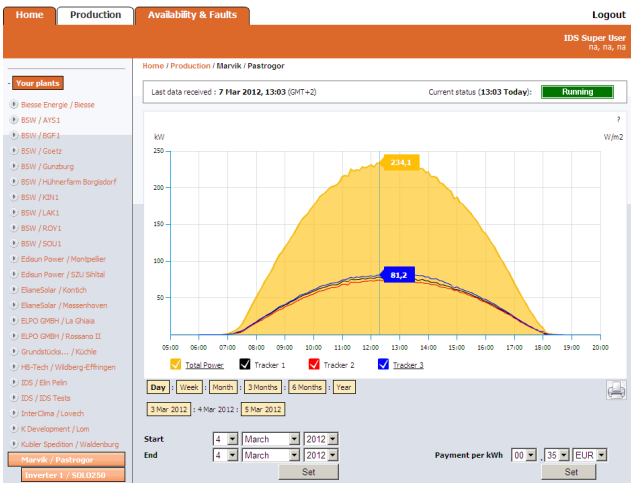 Home Production Availability & Faults Logout
IDS Super User
na, na, na
Home / Production / Marvik / Pastrogor
- Your plants
Last data received : 7 Mar 2012, 13:03 (GMT+2) Current status (13:03 Today): Running
Biesse Energie / Biesse
BSW / AYS1
BSW / BGF1
BSW / Goetz
BSW / Gunzburg
BSW / Hühnerfarm Borgisdorf
BSW / KIN1
BSW / LAK1
BSW / ROY1
BSW / SOU1
Edisun Power / Montpellier
Edisun Power / SZU Sihltal
ElaneSolar / Kontich
ElaneSolar / Massenhoven
ELPO GMBH / La Ghiaia
ELPO GMBH / Rossano II
Grundstücks... / Küchle
HB-Tech / Wildberg-Effringen
IDS / Elin Pelin
IDS / IDS Tests
InterClima / Lovech
K Development / Lom
Kubler Spedition / Waldenburg
Marvik / Pastrogor
Inverter 1 / SOLO250
?
kW W/m2
250
200
150
100
50
234,1
81,2
05:00 06:00 07:00 08:00 09:00 10:00 11:00 12:00 13:00 14:00 15:00 16:00 17:00 18:00 19:00 20:00
Total Power Tracker 1 Tracker 2 Tracker 3
Day : Week : Month : 3 Months : 6 Months : Year
3 Mar 2012 : 4 Mar 2012 : 5 Mar 2012
Start 4 March 2012
End 4 March 2012 Payment per kWh 00 . 35 EUR
Set Set